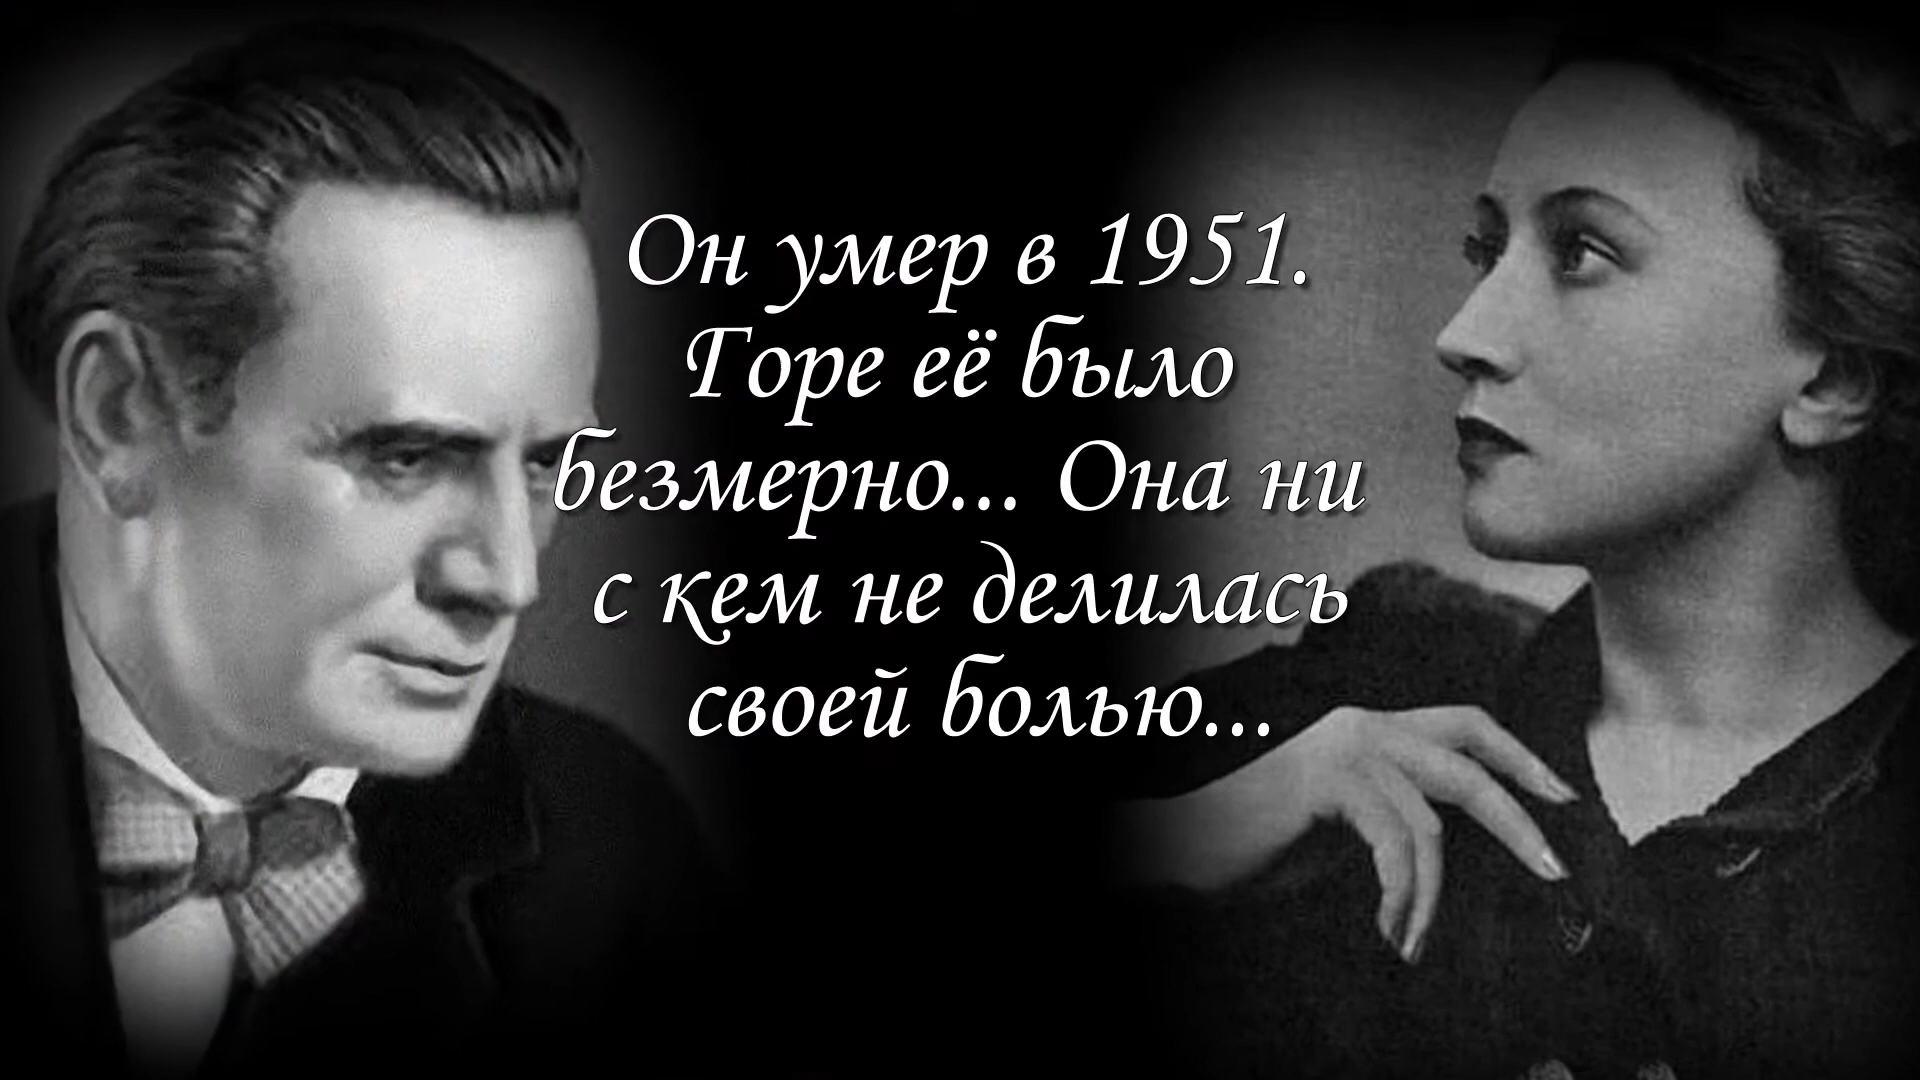 Он умер в 1951.
Горе её было
безмерно... Она ни
с кем не делилась
своей болью...